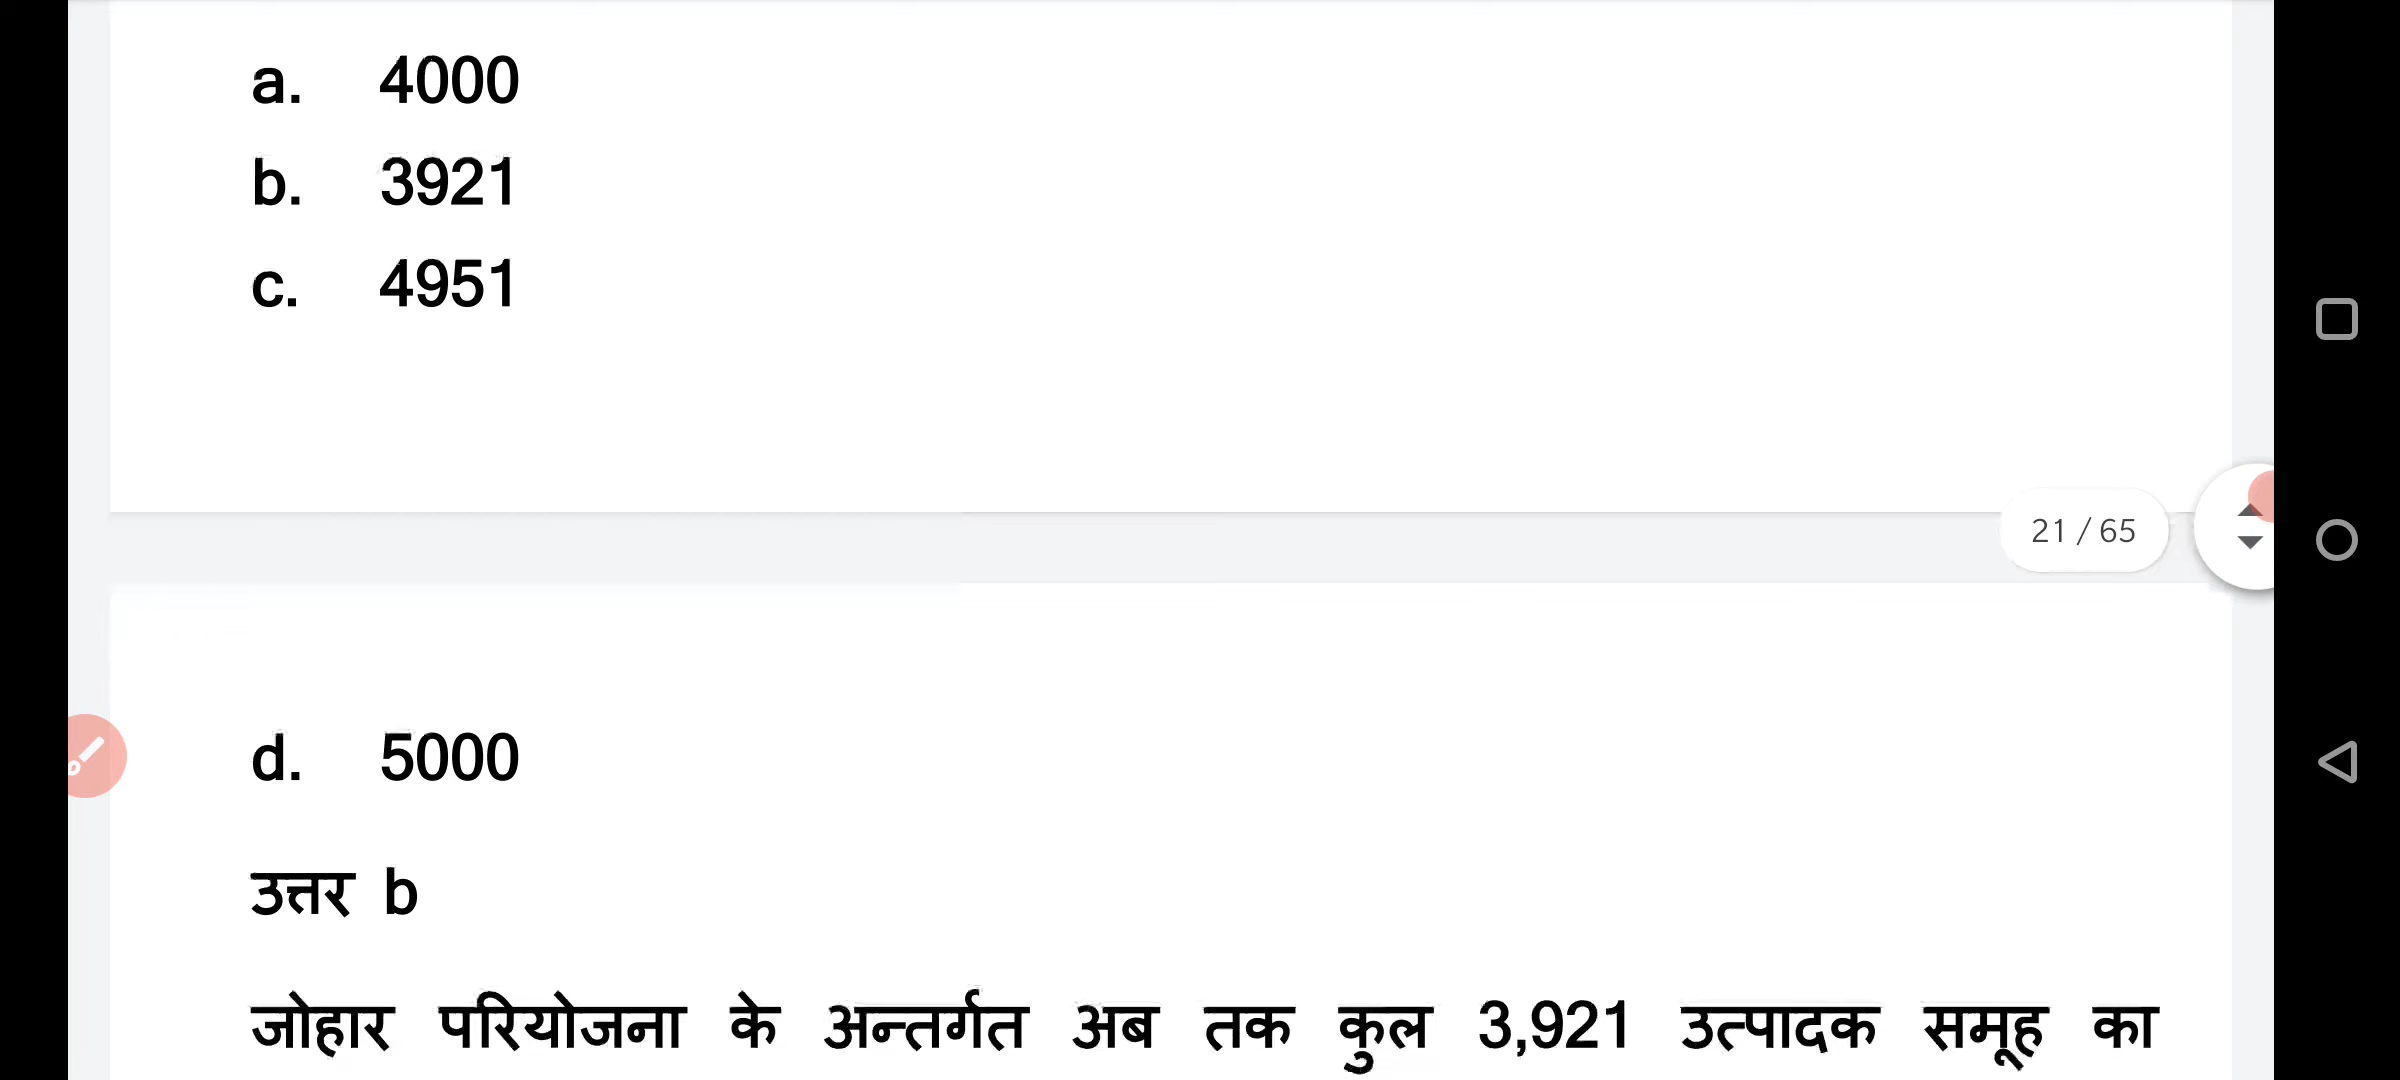 a. 4000
b. 3921
c. 4951
21 / 65
d. 5000
उत्तर b
जोहार परियोजना के अन्तर्गत अब तक कुल 3,921 उत्पादक समूह का